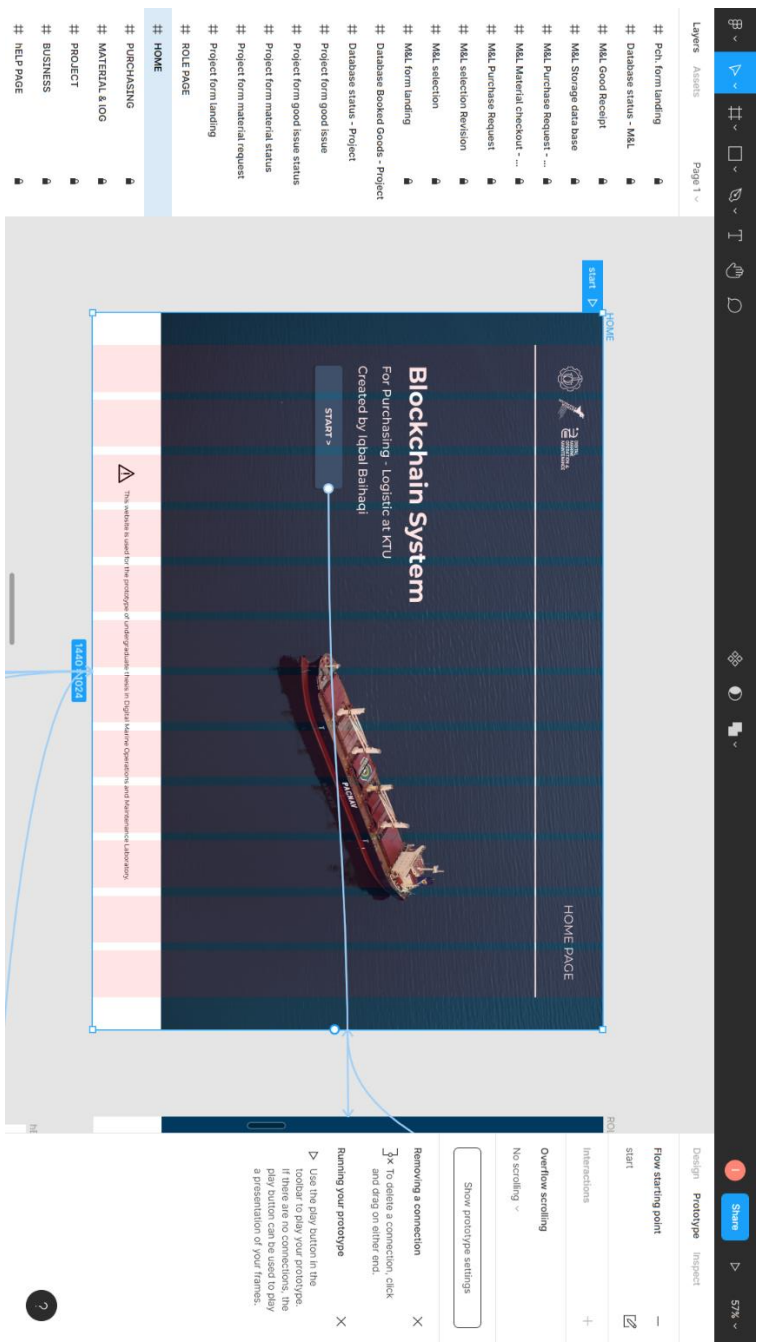 T
Share
57%
Layers
Assets
Page 1
Pch. form landing
Database status - M&L
M&L Good Receipt
M&L Storage data base
M&L Purchase Request - ...
M&L Material checkout - ...
M&L Purchase Request
M&L selection Revision
M&L selection
M&L form landing
Database Booked Goods - Project
Database status - Project
Project form good issue
Project form good issue status
Project form material status
Project form material request
Project form landing
ROLE PAGE
HOME
PURCHASING
MATERIAL & lOG
PROJECT
BUSINESS
hELP PAGE
start
HOME
DIGITAL
MARINE
OPERATION &
MAINTENANCE
HOME PAGE
Blockchain System
For Purchasing - Logistic at KTU
Created by Iqbal Baihaqi
START >
PACNAV
This website is used for the prototype of undergraduate thesis in Digital Marine Operations and Maintenance Laboratory.
1440 × 1024
ROL
hE
Design
Prototype
Inspect
Flow starting point
start
Interactions
Overflow scrolling
No scrolling
Show prototype settings
Removing a connection
To delete a connection, click
and drag on either end.
Running your prototype
Use the play button in the
toolbar to play your prototype.
If there are no connections, the
play button can be used to play
a presentation of your frames.
?